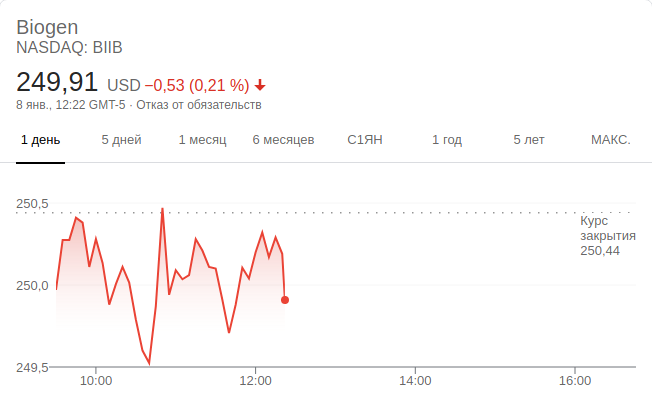 Biogen
NASDAQ: BIIB
249,91 USD −0,53 (0,21 %)
8 янв., 12:22 GMT-5 · Отказ от обязательств
1 день 5 дней 1 месяц 6 месяцев С1ЯН 1 год 5 лет МАКС.
250,5
Курс
закрытия
250,44
250,0
249,5
10:00 12:00 14:00 16:00